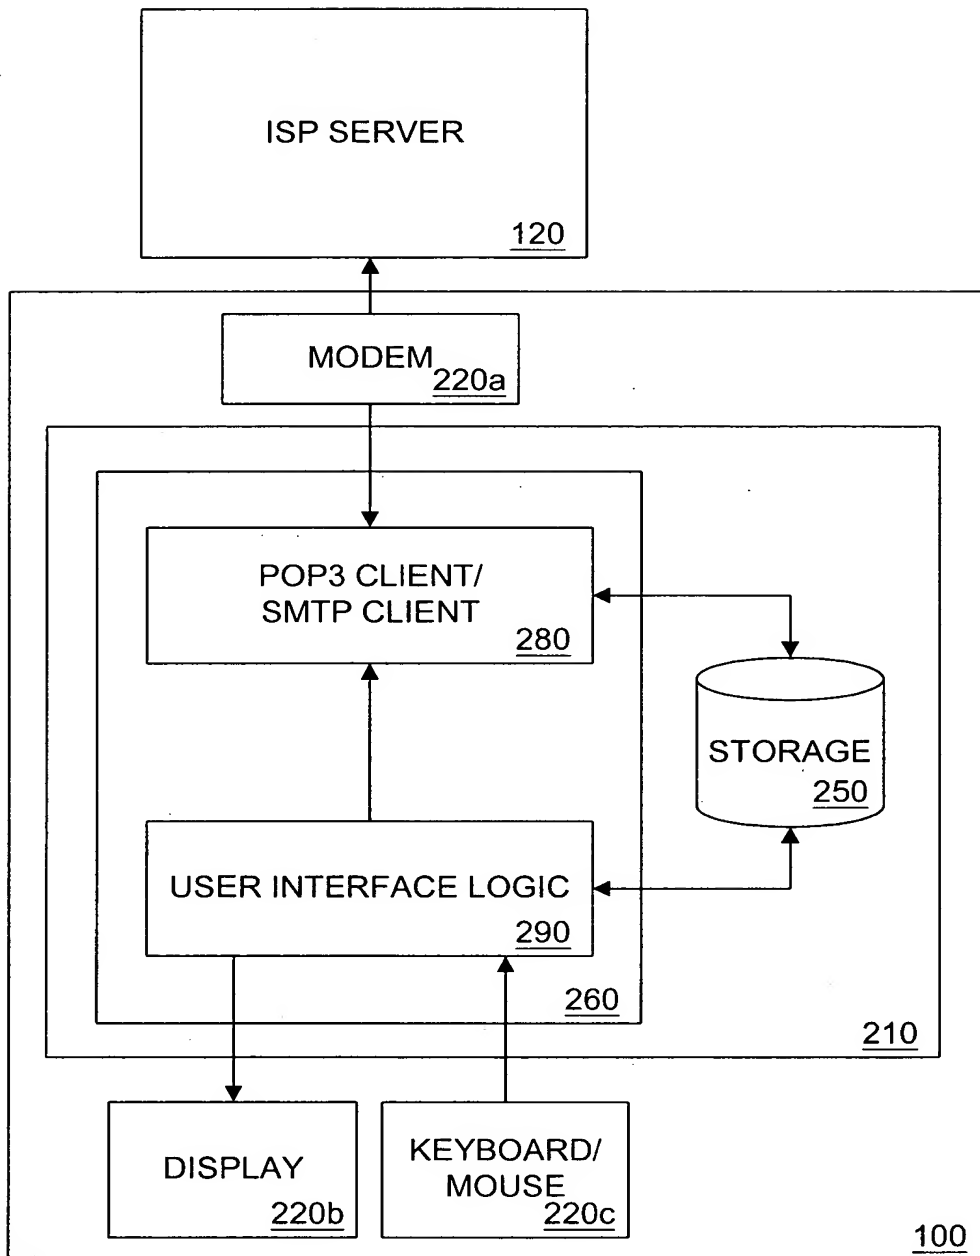 ISP SERVER
120
MODEM
220a
POP3 CLIENT/
SMTP CLIENT
280
STORAGE
250
USER INTERFACE LOGIC
290
260
210
DISPLAY
220b
KEYBOARD/
MOUSE
220c
100